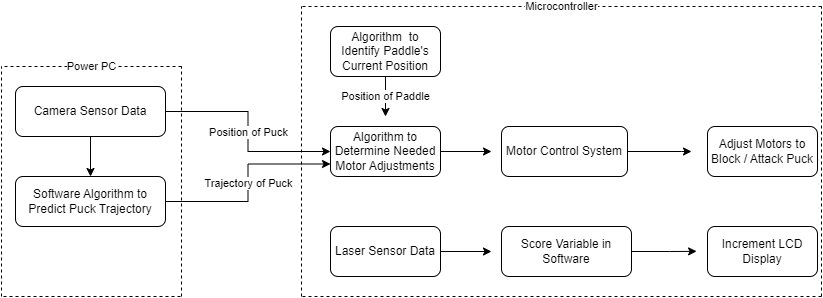 Microcontroller
Algorithm to
Identify Paddle's
Current Position
Power PC
Position of Paddle
Camera Sensor Data
Position of Puck
Algorithm to
Determine Needed
Motor Adjustments
Motor Control System
Adjust Motors to
Block / Attack Puck
Trajectory of Puck
Software Algorithm to
Predict Puck Trajectory
Laser Sensor Data
Score Variable in
Software
Increment LCD
Display